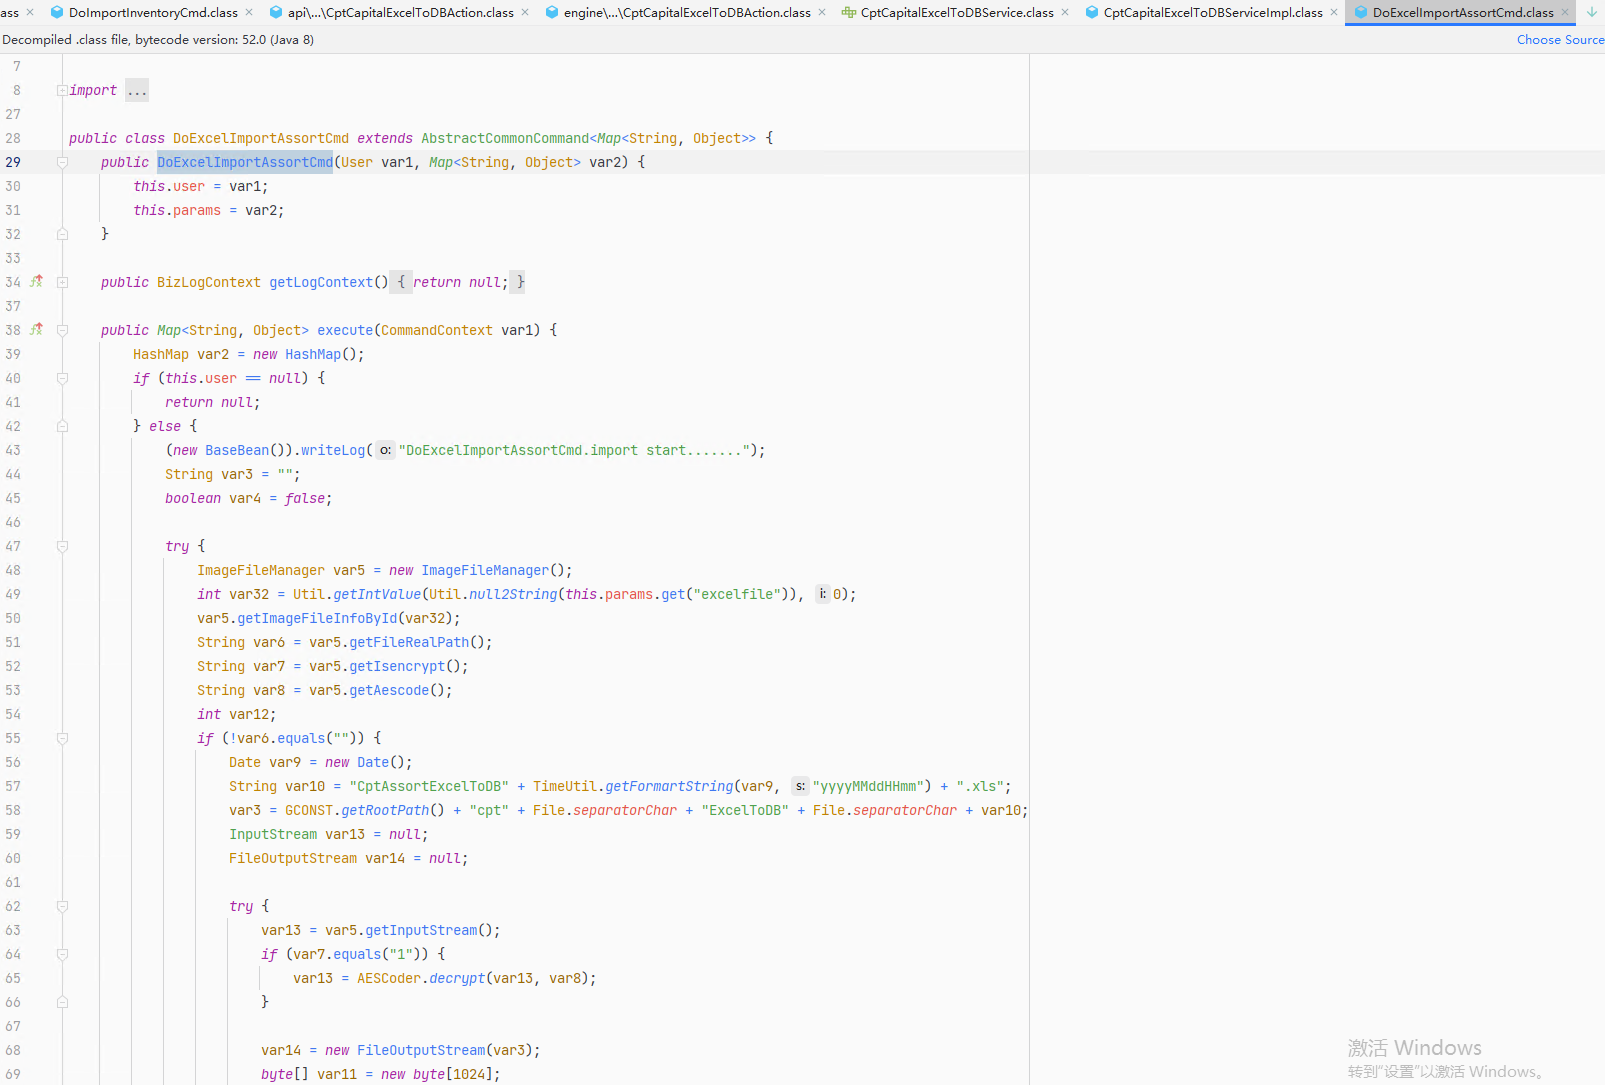 ass × DoImportInventoryCmd.class × api\...\CptCapitalExcelToDBAction.class × engine\...\CptCapitalExcelToDBAction.class × CptCapitalExcelToDBService.class × CptCapitalExcelToDBServiceImpl.class × DoExcelImportAssortCmd.class ×
Decompiled .class file, bytecode version: 52.0 (Java 8) Choose Source
7
8 import ...
27
28 public class DoExcelImportAssortCmd extends AbstractCommonCommand<Map<String, Object>> {
29 public DoExcelImportAssortCmd(User var1, Map<String, Object> var2) {
30 this.user = var1;
31 this.params = var2;
32 }
33
34 public BizLogContext getLogContext() { return null; }
37
38 public Map<String, Object> execute(CommandContext var1) {
39 HashMap var2 = new HashMap();
40 if (this.user == null) {
41 return null;
42 } else {
43 (new BaseBean()).writeLog( o: "DoExcelImportAssortCmd.import start.......");
44 String var3 = "";
45 boolean var4 = false;
46
47 try {
48 ImageFileManager var5 = new ImageFileManager();
49 int var32 = Util.getIntValue(Util.null2String(this.params.get("excelfile")), i: 0);
50 var5.getImageFileInfoById(var32);
51 String var6 = var5.getFileRealPath();
52 String var7 = var5.getIsencrypt();
53 String var8 = var5.getAescode();
54 int var12;
55 if (!var6.equals("")) {
56 Date var9 = new Date();
57 String var10 = "CptAssortExcelToDB" + TimeUtil.getFormartString(var9, s: "yyyyMMddHHmm") + ".xls";
58 var3 = GCONST.getRootPath() + "cpt" + File.separatorChar + "ExcelToDB" + File.separatorChar + var10;
59 InputStream var13 = null;
60 FileOutputStream var14 = null;
61
62 try {
63 var13 = var5.getInputStream();
64 if (var7.equals("1")) {
65 var13 = AESCoder.decrypt(var13, var8);
66 }
67
68 var14 = new FileOutputStream(var3);
69 byte[] var11 = new byte[1024];
激活 Windows
转到“设置”以激活 Windows。